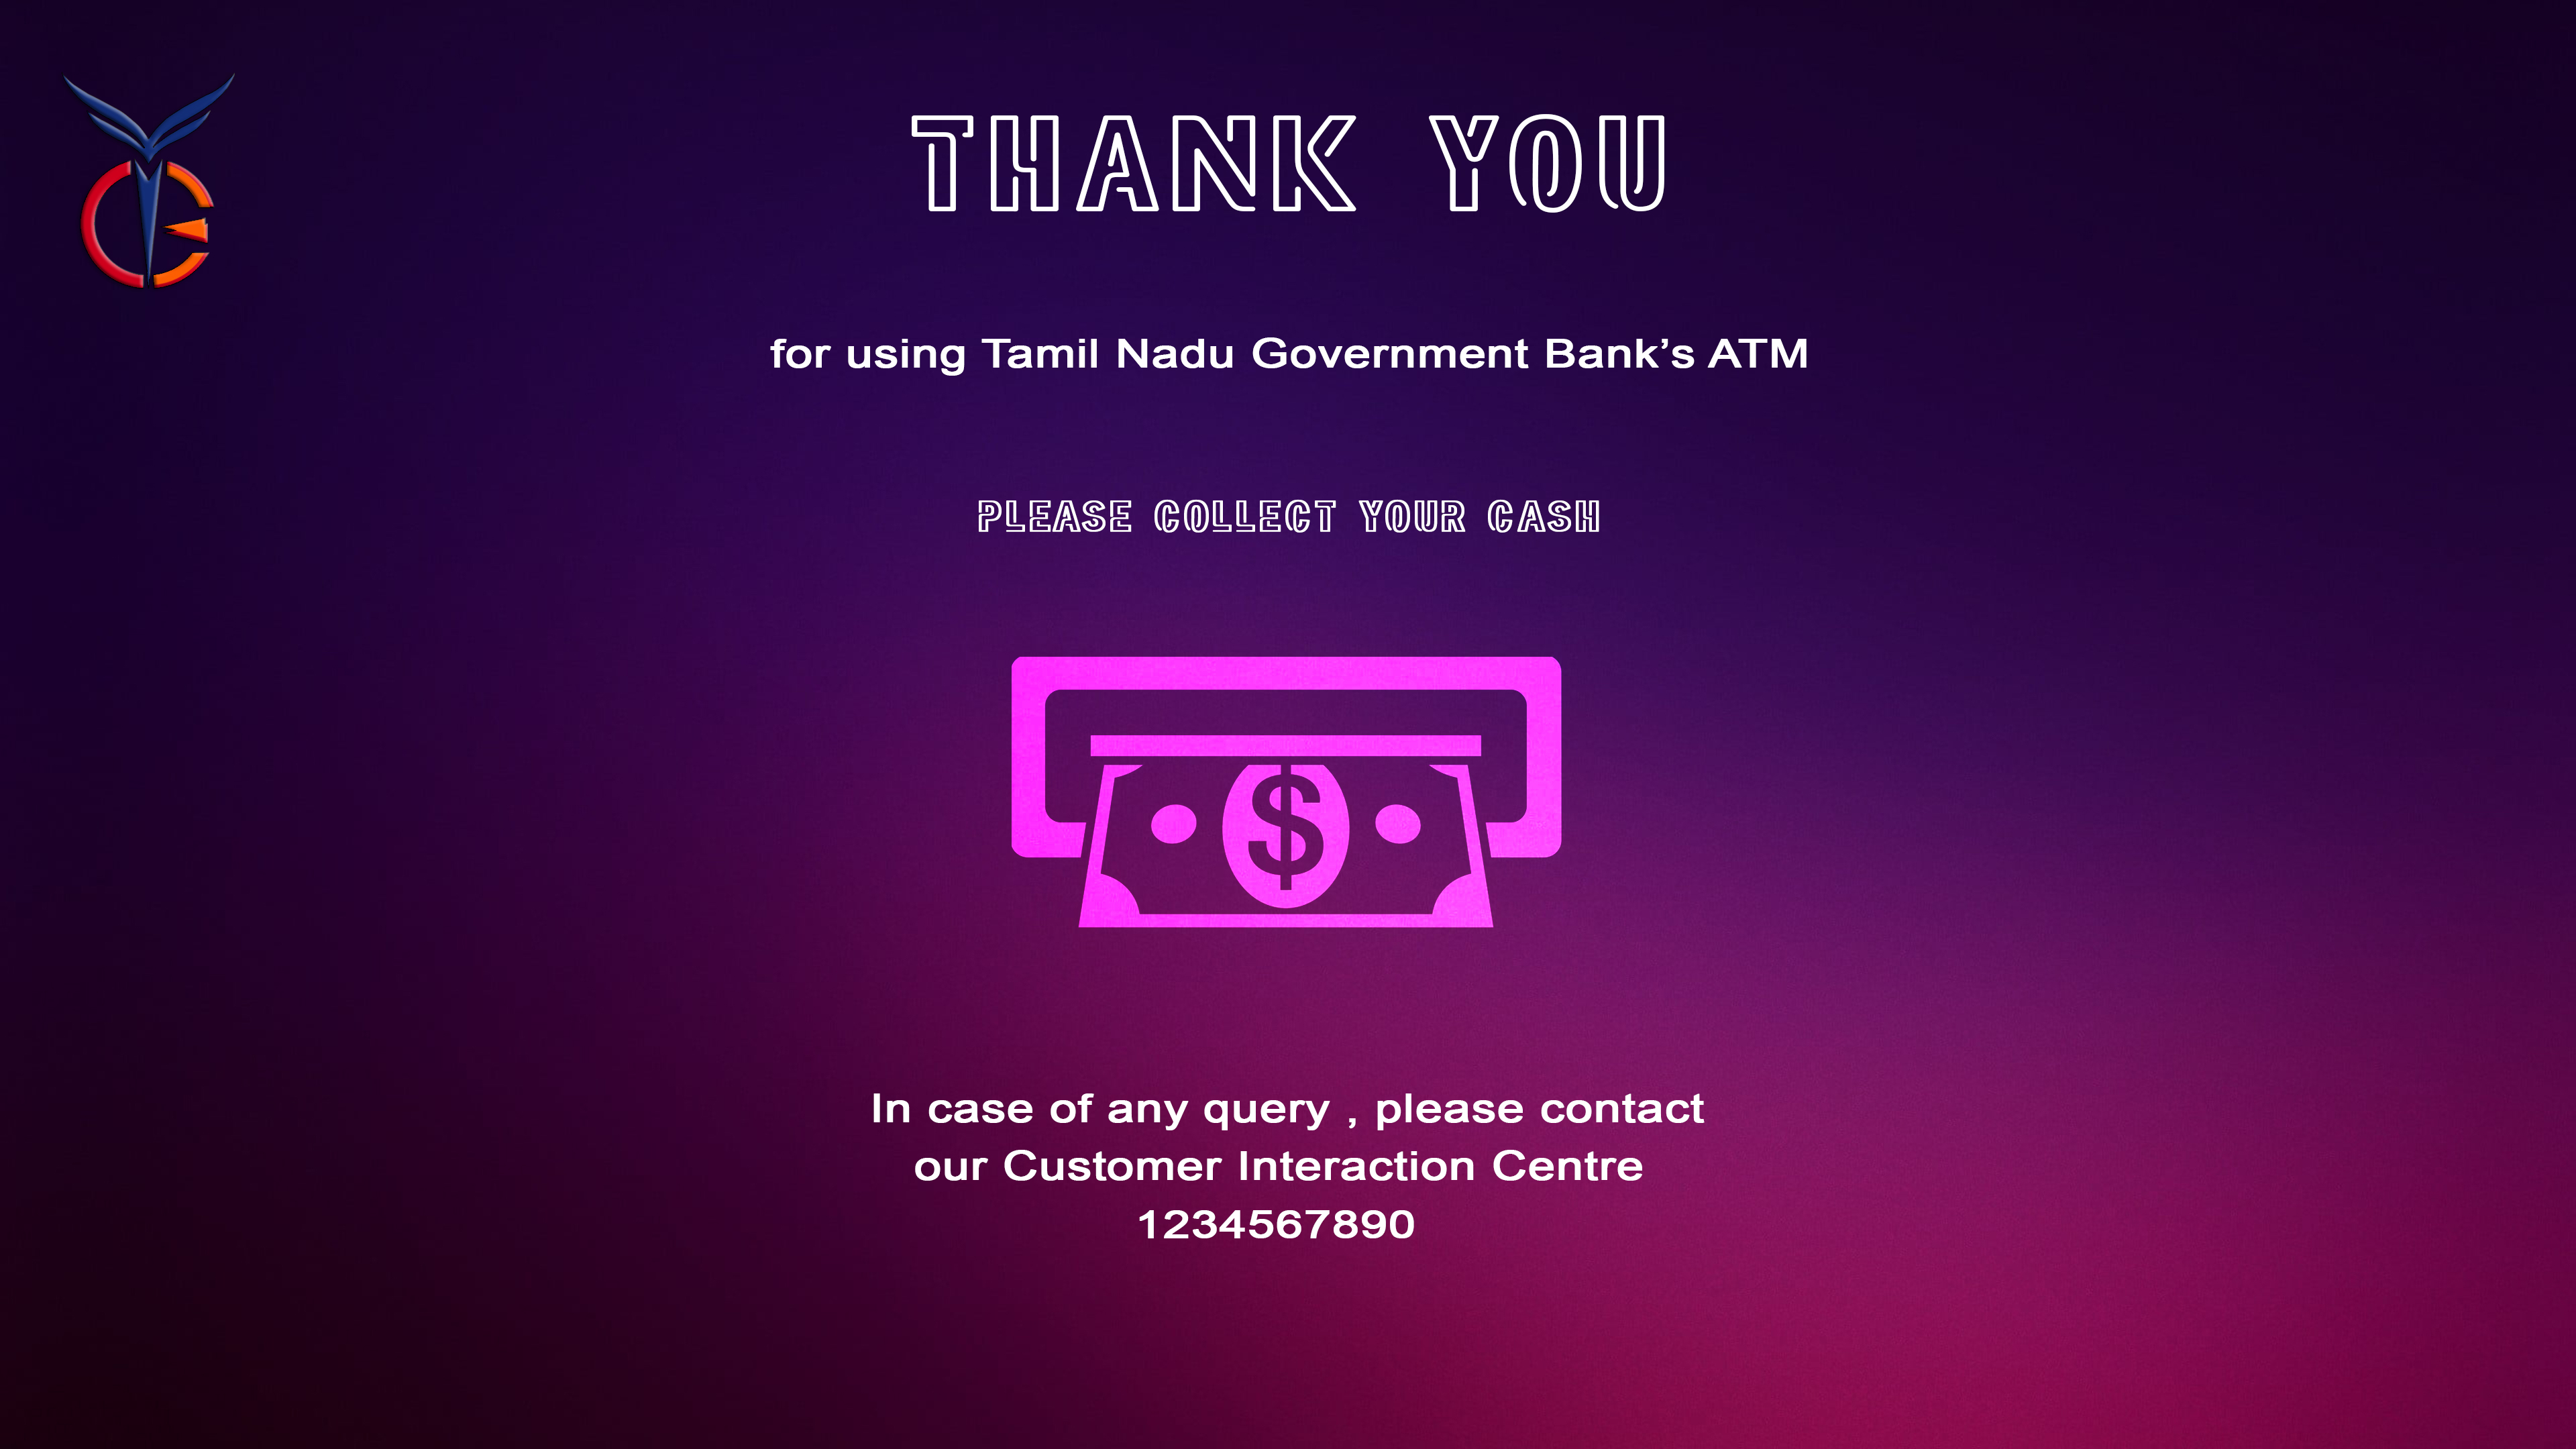 THANK YOU
for using Tamil Nadu Government Bank’s ATM
PLEASE COLLECT YOUR CASH
$
In case of any query , please contact
our Customer Interaction Centre
1234567890